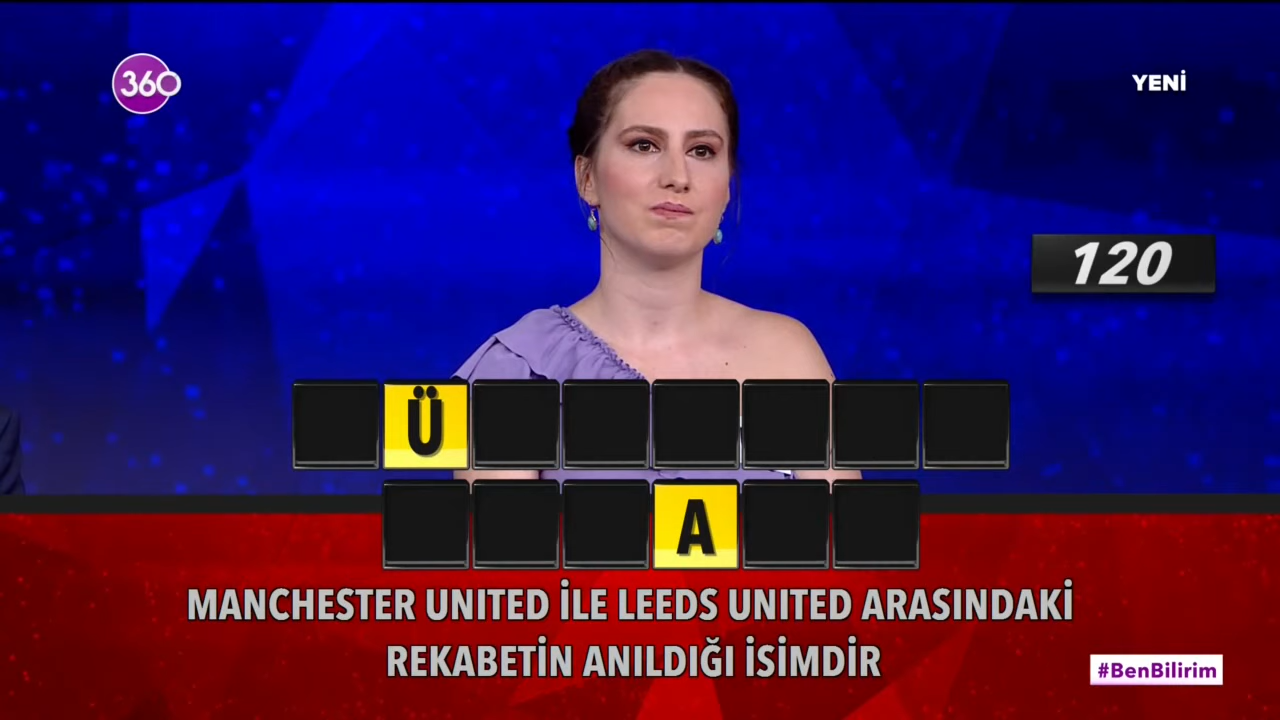 360
YENİ
120
Ü
A
MANCHESTER UNITED İLE LEEDS UNITED ARASINDAKİ
REKABETİN ANILDIĞI İSİMDİR
#BenBilirim